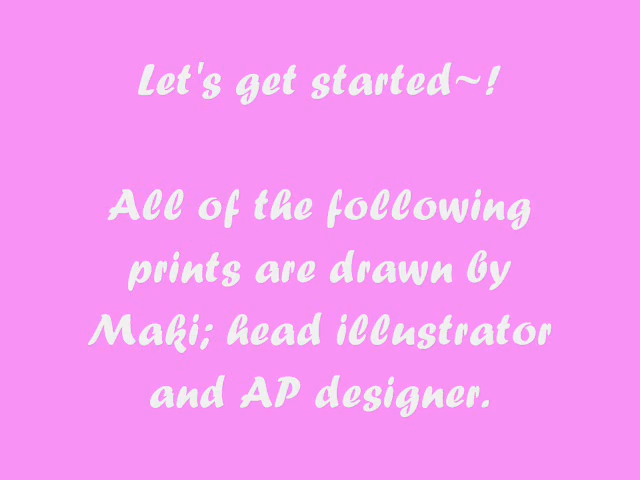 Let's get started~!
All of the following
prints are drawn by
Maki; head illustrator
and AP designer.